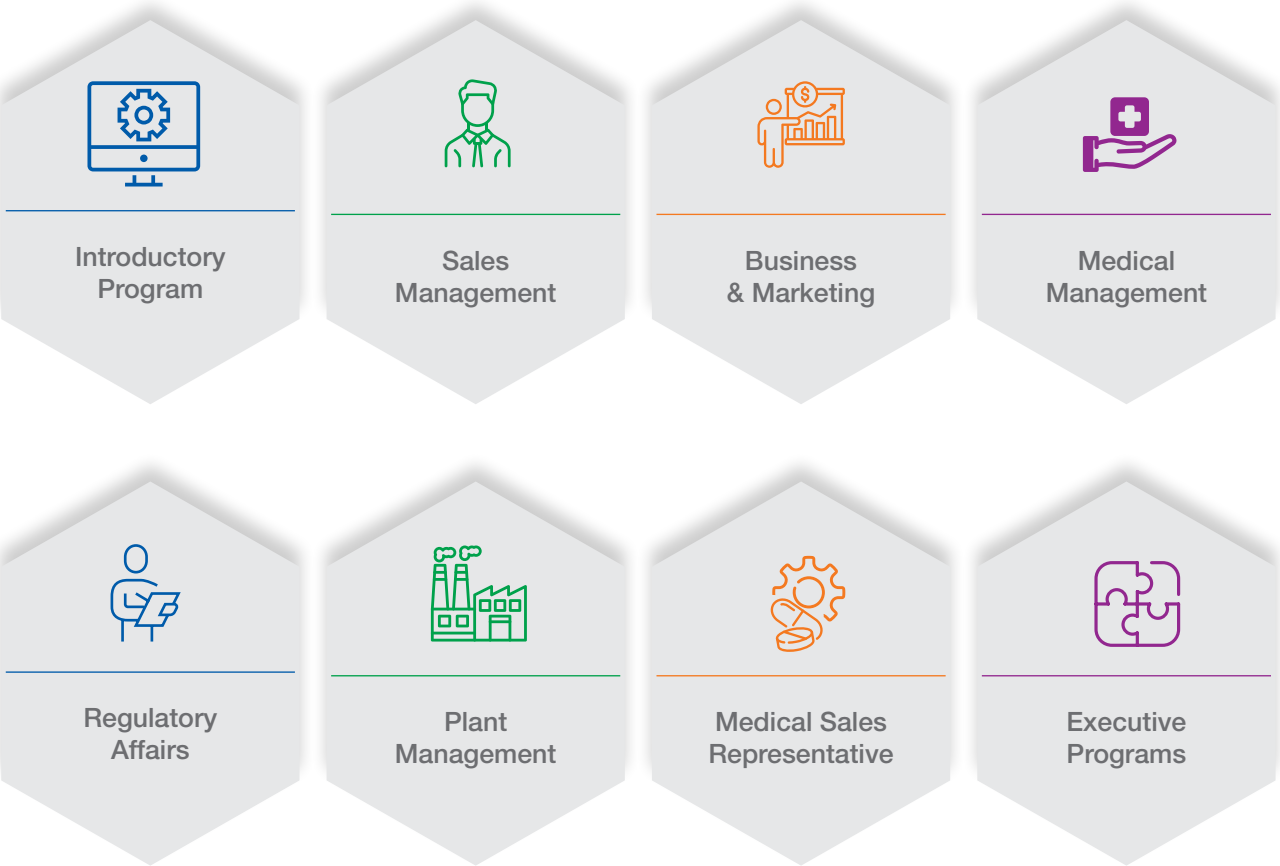 Introductory
Program
Sales
Management
Business
& Marketing
Medical
Management
Regulatory
Affairs
Plant
Management
Medical Sales
Representative
Executive
Programs